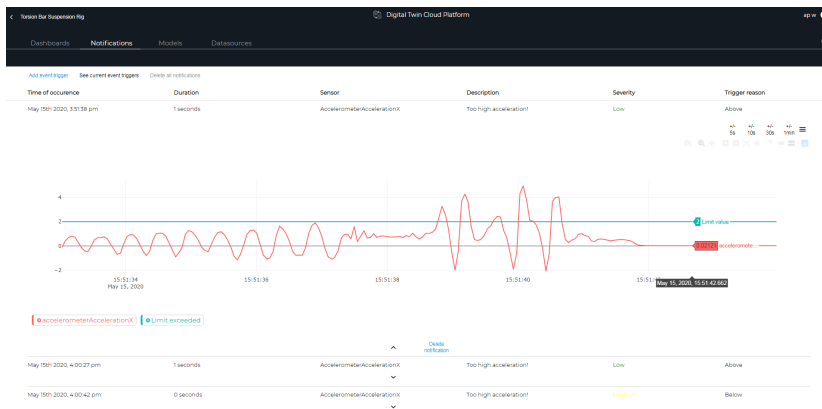 Torsion Bar Suspension Rig
Digital Twin Cloud Platform
ap w
Dashboards Notifications Models Datasources
Add event trigger See current event triggers Delete all notifications
Time of occurence Duration Sensor Description Severity Trigger reason
May 15th 2020, 3:51:38 pm 1 seconds AccelerometerAccelerationX Too high acceleration! Low Above
+/- 5s +/- 10s +/- 30s +/- 1min
4
2
0
−2
2 Limit value
0.02121 acceleromete...
15:51:34 15:51:36 15:51:38 15:51:40
May 15, 2020
May 15, 2020, 15:51:42.662
accelerometerAccelerationX Limit exceeded
Delete
notification
May 15th 2020, 4:00:27 pm 1 seconds AccelerometerAccelerationX Too high acceleration! Low Above
May 15th 2020, 4:00:42 pm 0 seconds AccelerometerAccelerationX Too high acceleration! Below